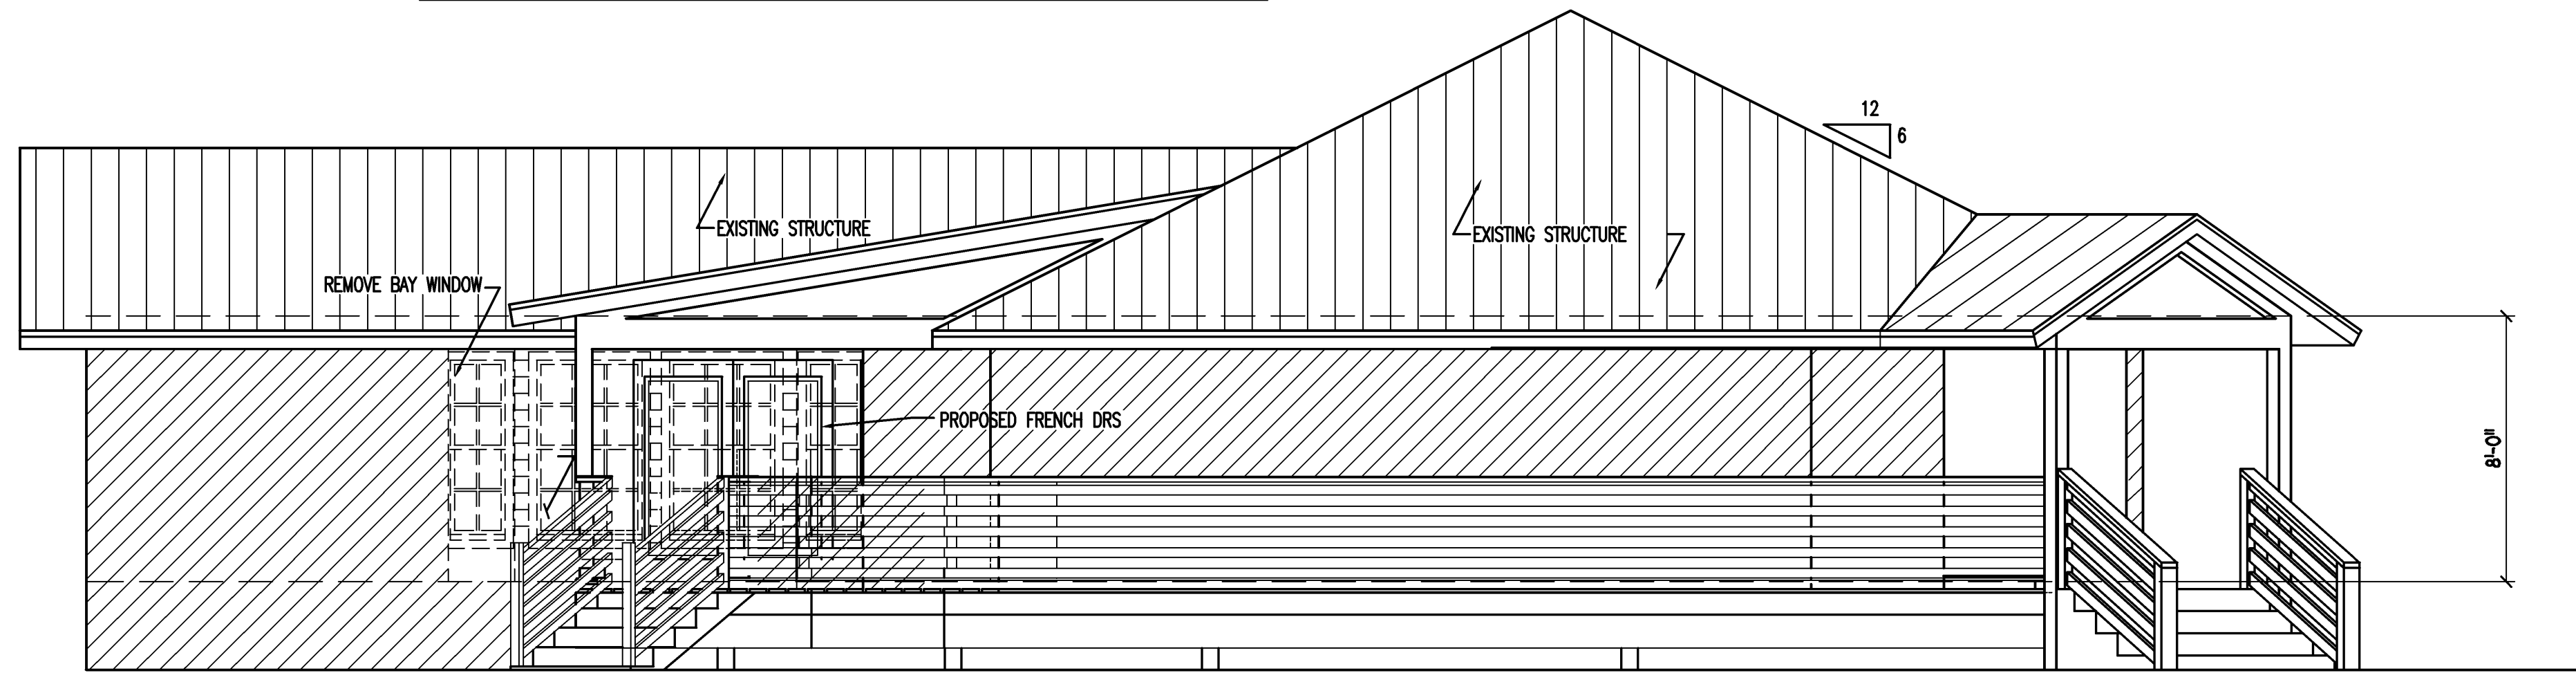 12
6
EXISTING STRUCTURE
EXISTING STRUCTURE
REMOVE BAY WINDOW
PROPOSED FRENCH DRS
8'-0"